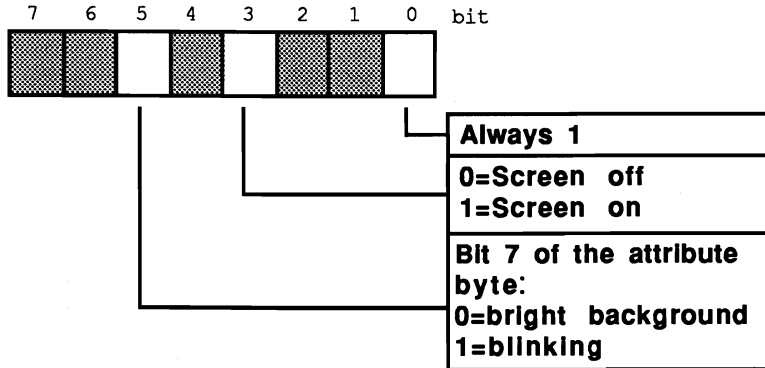 7 6 5 4 3 2 1 0 bit
Always 1
0=Screen off
1=Screen on
Bit 7 of the attribute
byte:
0=bright background
1=blinking